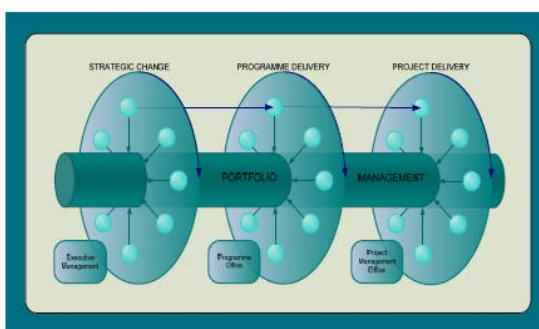 STRATEGIC CHANGE
PROGRAMME DELIVERY
PROJECT DELIVERY
PORTFOLIO
MANAGEMENT
Executive
Management
Programme
Office
Project
Management
Office